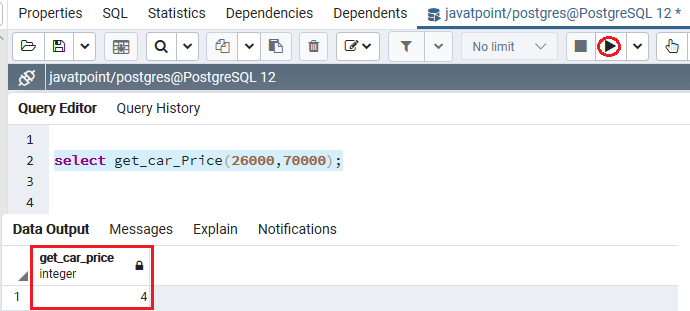 Properties SQL Statistics Dependencies Dependents javatpoint/postgres@PostgreSQL 12 *
No limit
javatpoint/postgres@PostgreSQL 12
Query Editor Query History
1
2 select get_car_Price(26000,70000);
3
4
Data Output Messages Explain Notifications
get_car_price
integer
1 4